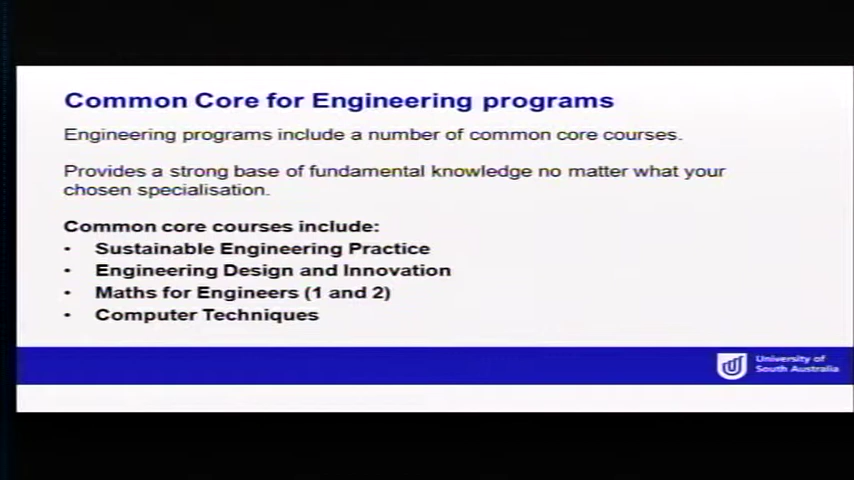 Common Core for Engineering programs
Engineering programs include a number of common core courses.
Provides a strong base of fundamental knowledge no matter what your
chosen specialisation.
Common core courses include:
• Sustainable Engineering Practice
• Engineering Design and Innovation
• Maths for Engineers (1 and 2)
• Computer Techniques
University of
South Australia